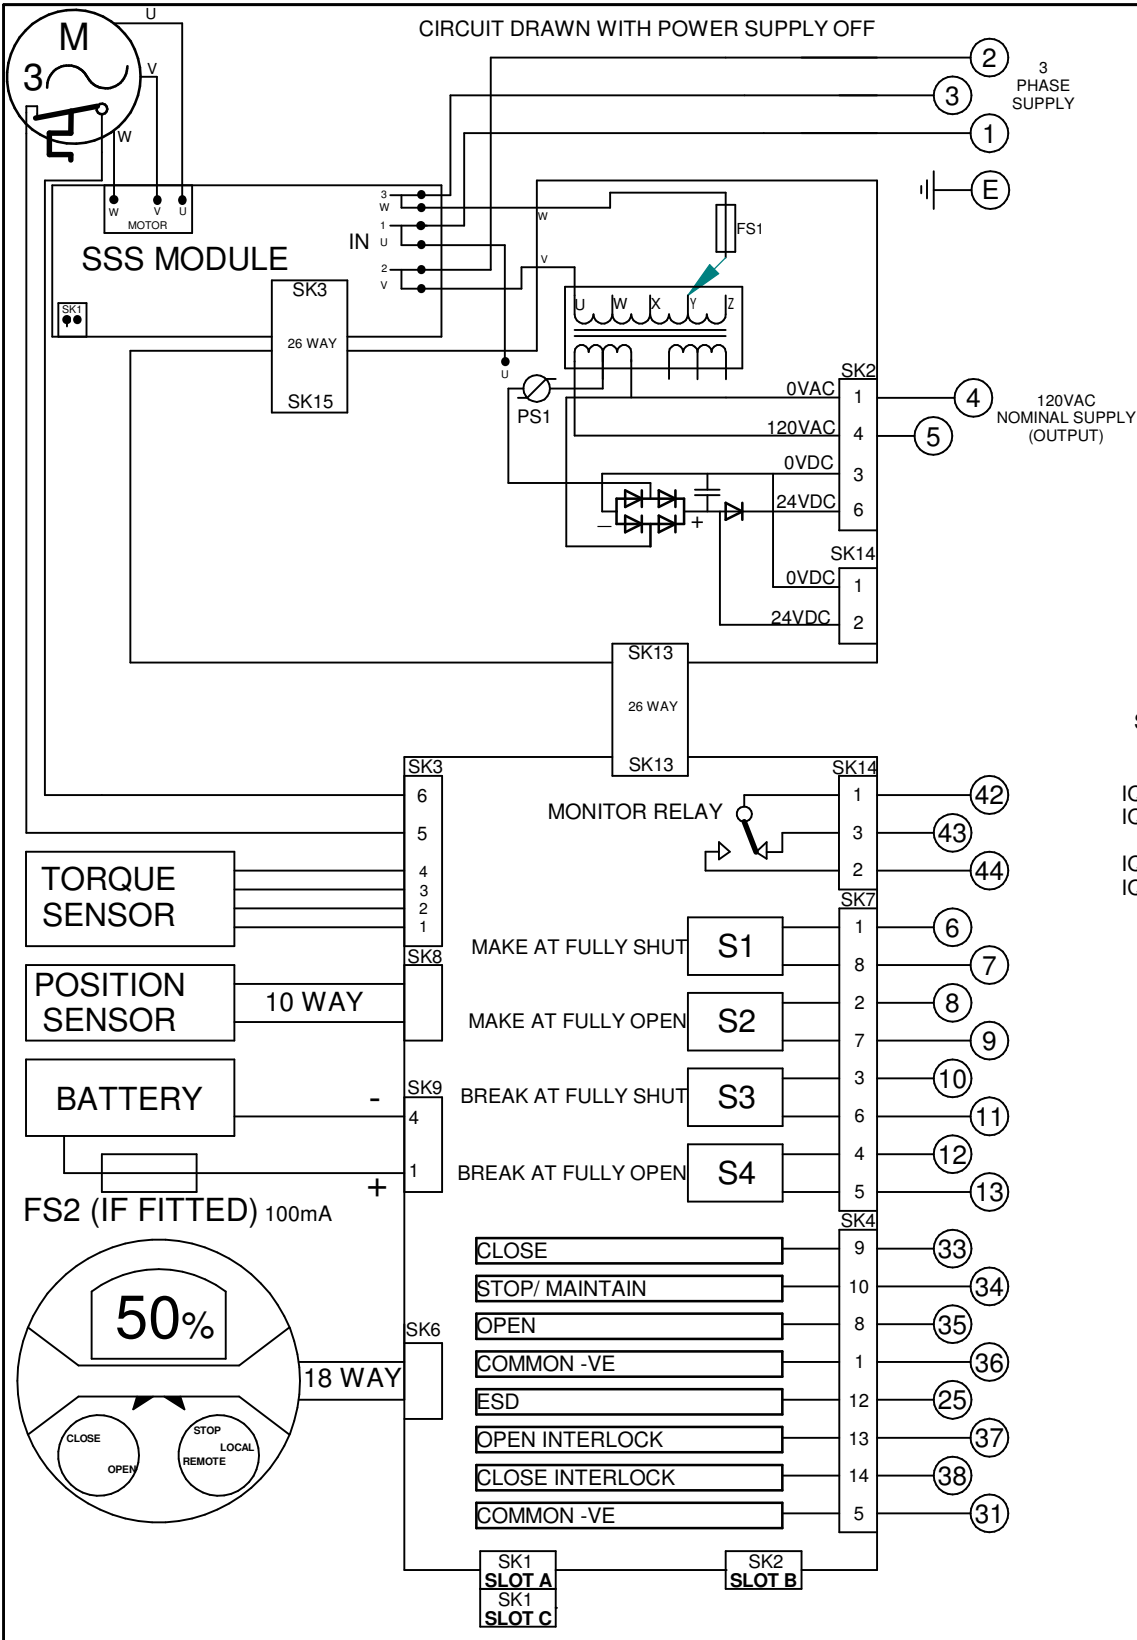 CIRCUIT DRAWN WITH POWER SUPPLY OFF
U
M
3
V
W
2
3
1
E
3
PHASE
SUPPLY
W
V
U
MOTOR
SSS MODULE
IN
3
W
1
U
2
V
W
V
FS1
U
W
X
Y
Z
SK1
SK3
26 WAY
SK15
U
PS1
SK2
0VAC
1
4
120VAC
NOMINAL SUPPLY
(OUTPUT)
120VAC
4
5
0VDC
3
24VDC
6
–
+
SK14
0VDC
1
24VDC
2
SK13
26 WAY
SK13
SK3
6
5
4
3
2
1
TORQUE
SENSOR
SK8
POSITION
SENSOR
10 WAY
SK9
BATTERY
-
4
1
+
FS2 (IF FITTED) 100mA
50%
CLOSE
OPEN
STOP
LOCAL
REMOTE
18 WAY
SK6
MONITOR RELAY
SK14
1
42
3
43
2
44
SK7
MAKE AT FULLY SHUT
S1
1
6
8
7
MAKE AT FULLY OPEN
S2
2
8
7
9
BREAK AT FULLY SHUT
S3
3
10
6
11
BREAK AT FULLY OPEN
S4
4
12
5
13
SK4
CLOSE
9
33
STOP/ MAINTAIN
10
34
OPEN
8
35
COMMON -VE
1
36
ESD
12
25
OPEN INTERLOCK
13
37
CLOSE INTERLOCK
14
38
COMMON -VE
5
31
SK1
SLOT A
SK1
SLOT C
SK2
SLOT B